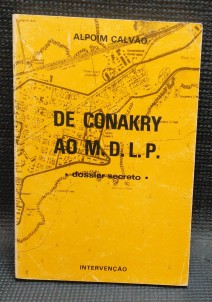 ALPOIM CALVÃO
DE CONAKRY
AO M.D.L.P.
• dossier secreto •
INTERVENÇÃO